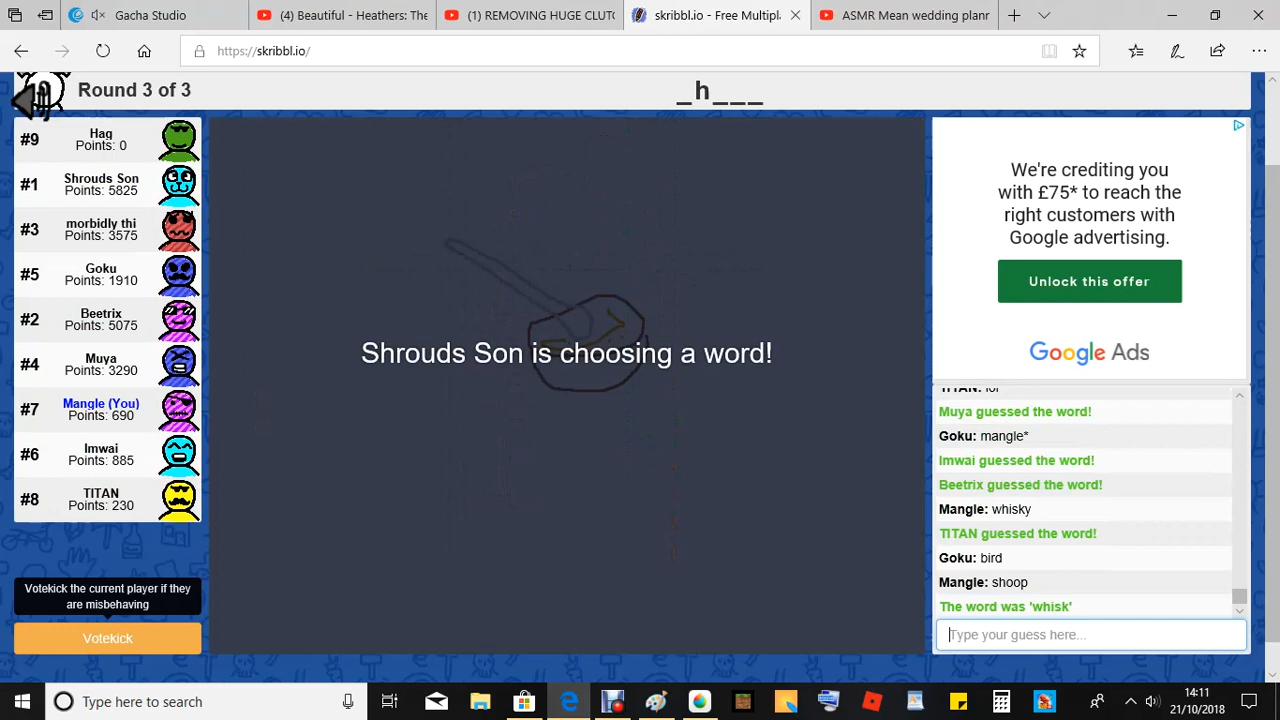 Gacha Studio
(4) Beautiful - Heathers: The
(1) REMOVING HUGE CLUTC
skribbl.io - Free Multipla
ASMR Mean wedding plann
https://skribbl.io/
Round 3 of 3
_h___
#9
Hag
Points: 0
#1
Shrouds Son
Points: 5825
#3
morbidly thi
Points: 3575
#5
Goku
Points: 1910
#2
Beetrix
Points: 5075
#4
Muya
Points: 3290
#7
Mangle (You)
Points: 690
#6
Imwai
Points: 885
#8
TITAN
Points: 230
Votekick the current player if they
are misbehaving
Votekick
Shrouds Son is choosing a word!
We're crediting you
with £75* to reach the
right customers with
Google advertising.
Unlock this offer
Google Ads
TITAN: lol
Muya guessed the word!
Goku: mangle*
Imwai guessed the word!
Beetrix guessed the word!
Mangle: whisky
TITAN guessed the word!
Goku: bird
Mangle: shoop
The word was 'whisk'
Type your guess here...
Type here to search
14:11
21/10/2018